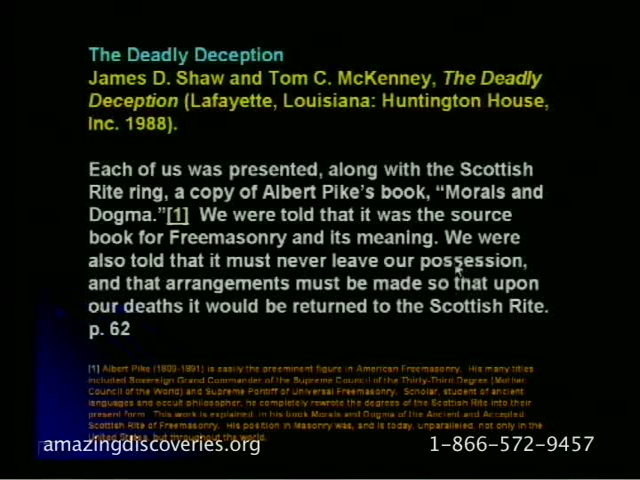 The Deadly Deception
James D. Shaw and Tom C. McKenney, The Deadly
Deception (Lafayette, Louisiana: Huntington House,
Inc. 1988).
Each of us was presented, along with the Scottish
Rite ring, a copy of Albert Pike's book, “Morals and
Dogma.”[1] We were told that it was the source
book for Freemasonry and its meaning. We were
also told that it must never leave our possession,
and that arrangements must be made so that upon
our deaths it would be returned to the Scottish Rite.
p. 62
[1] Albert Pike (1809-1891) is easily the preeminent figure in American Freemasonry. His many titles
included Sovereign Grand Commander of the Supreme Council of the Thirty-Third Degree (Mother
Council of the World) and Supreme Pontiff of Universal Freemasonry. Scholar, student of ancient
languages and occult philosopher, he completely rewrote the degrees of the Scottish Rite into their
present form. This work is explained, in his book Morals and Dogma of the Ancient and Accepted
Scottish Rite of Freemasonry. His position in Masonry was, and is today, unparalleled, not only in the
United States, but throughout the world.
amazingdiscoveries.org 1-866-572-9457